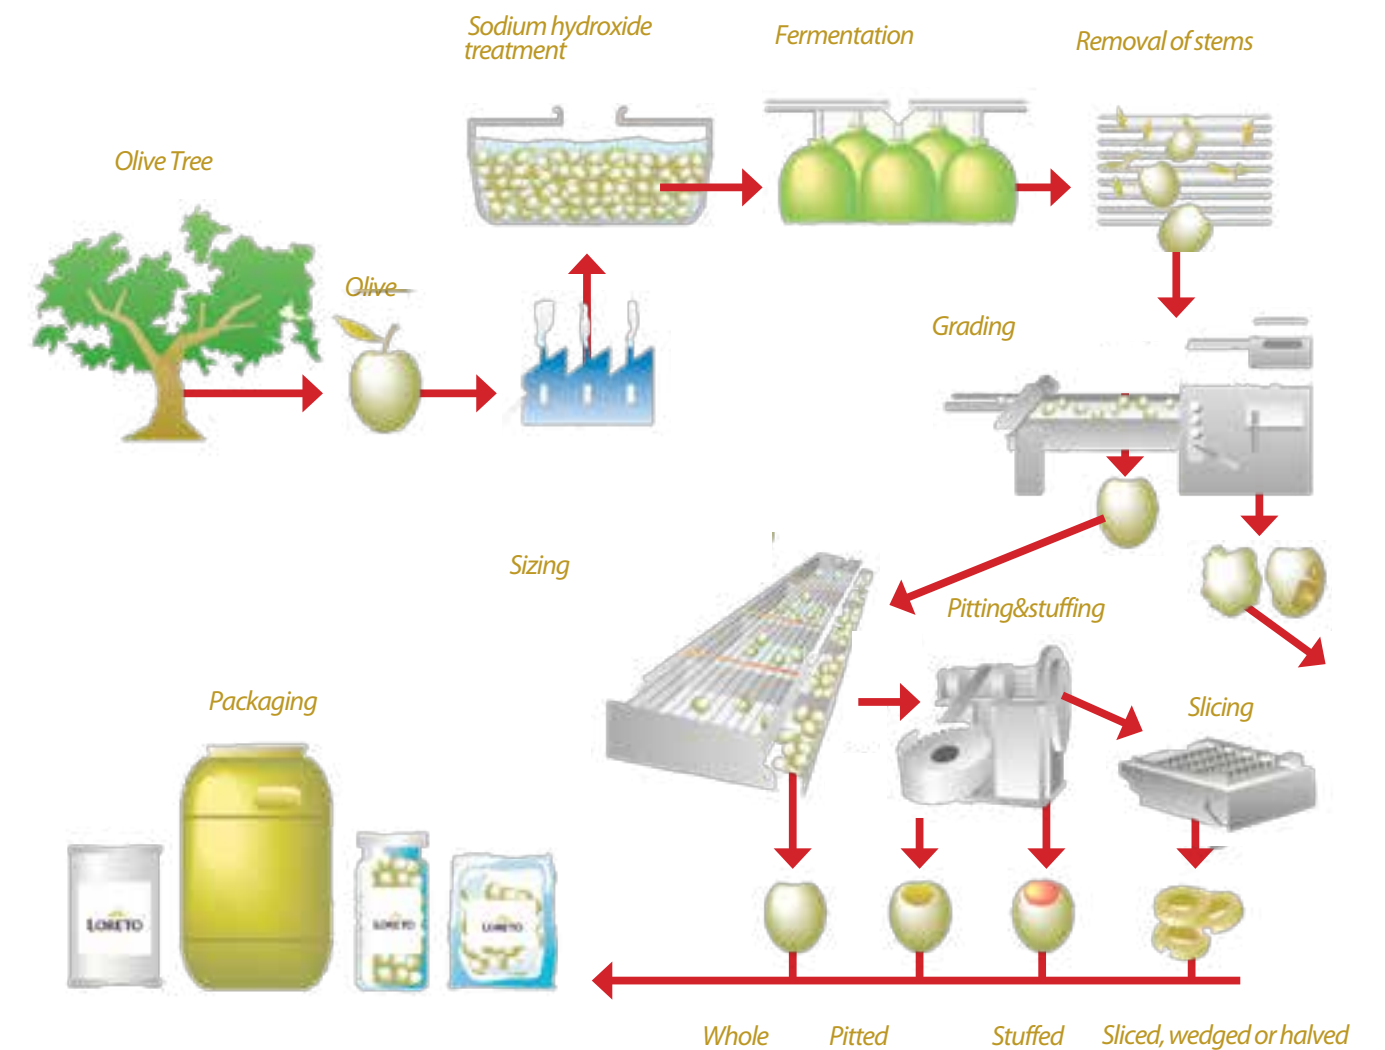 Sodium hydroxide
treatment
Fermentation
Removal of stems
Olive Tree
Olive
Grading
Sizing
Pitting&stuffing
Packaging
Slicing
LORETO
LORETO
LORETO
Whole
Pitted
Stuffed
Sliced, wedged or halved